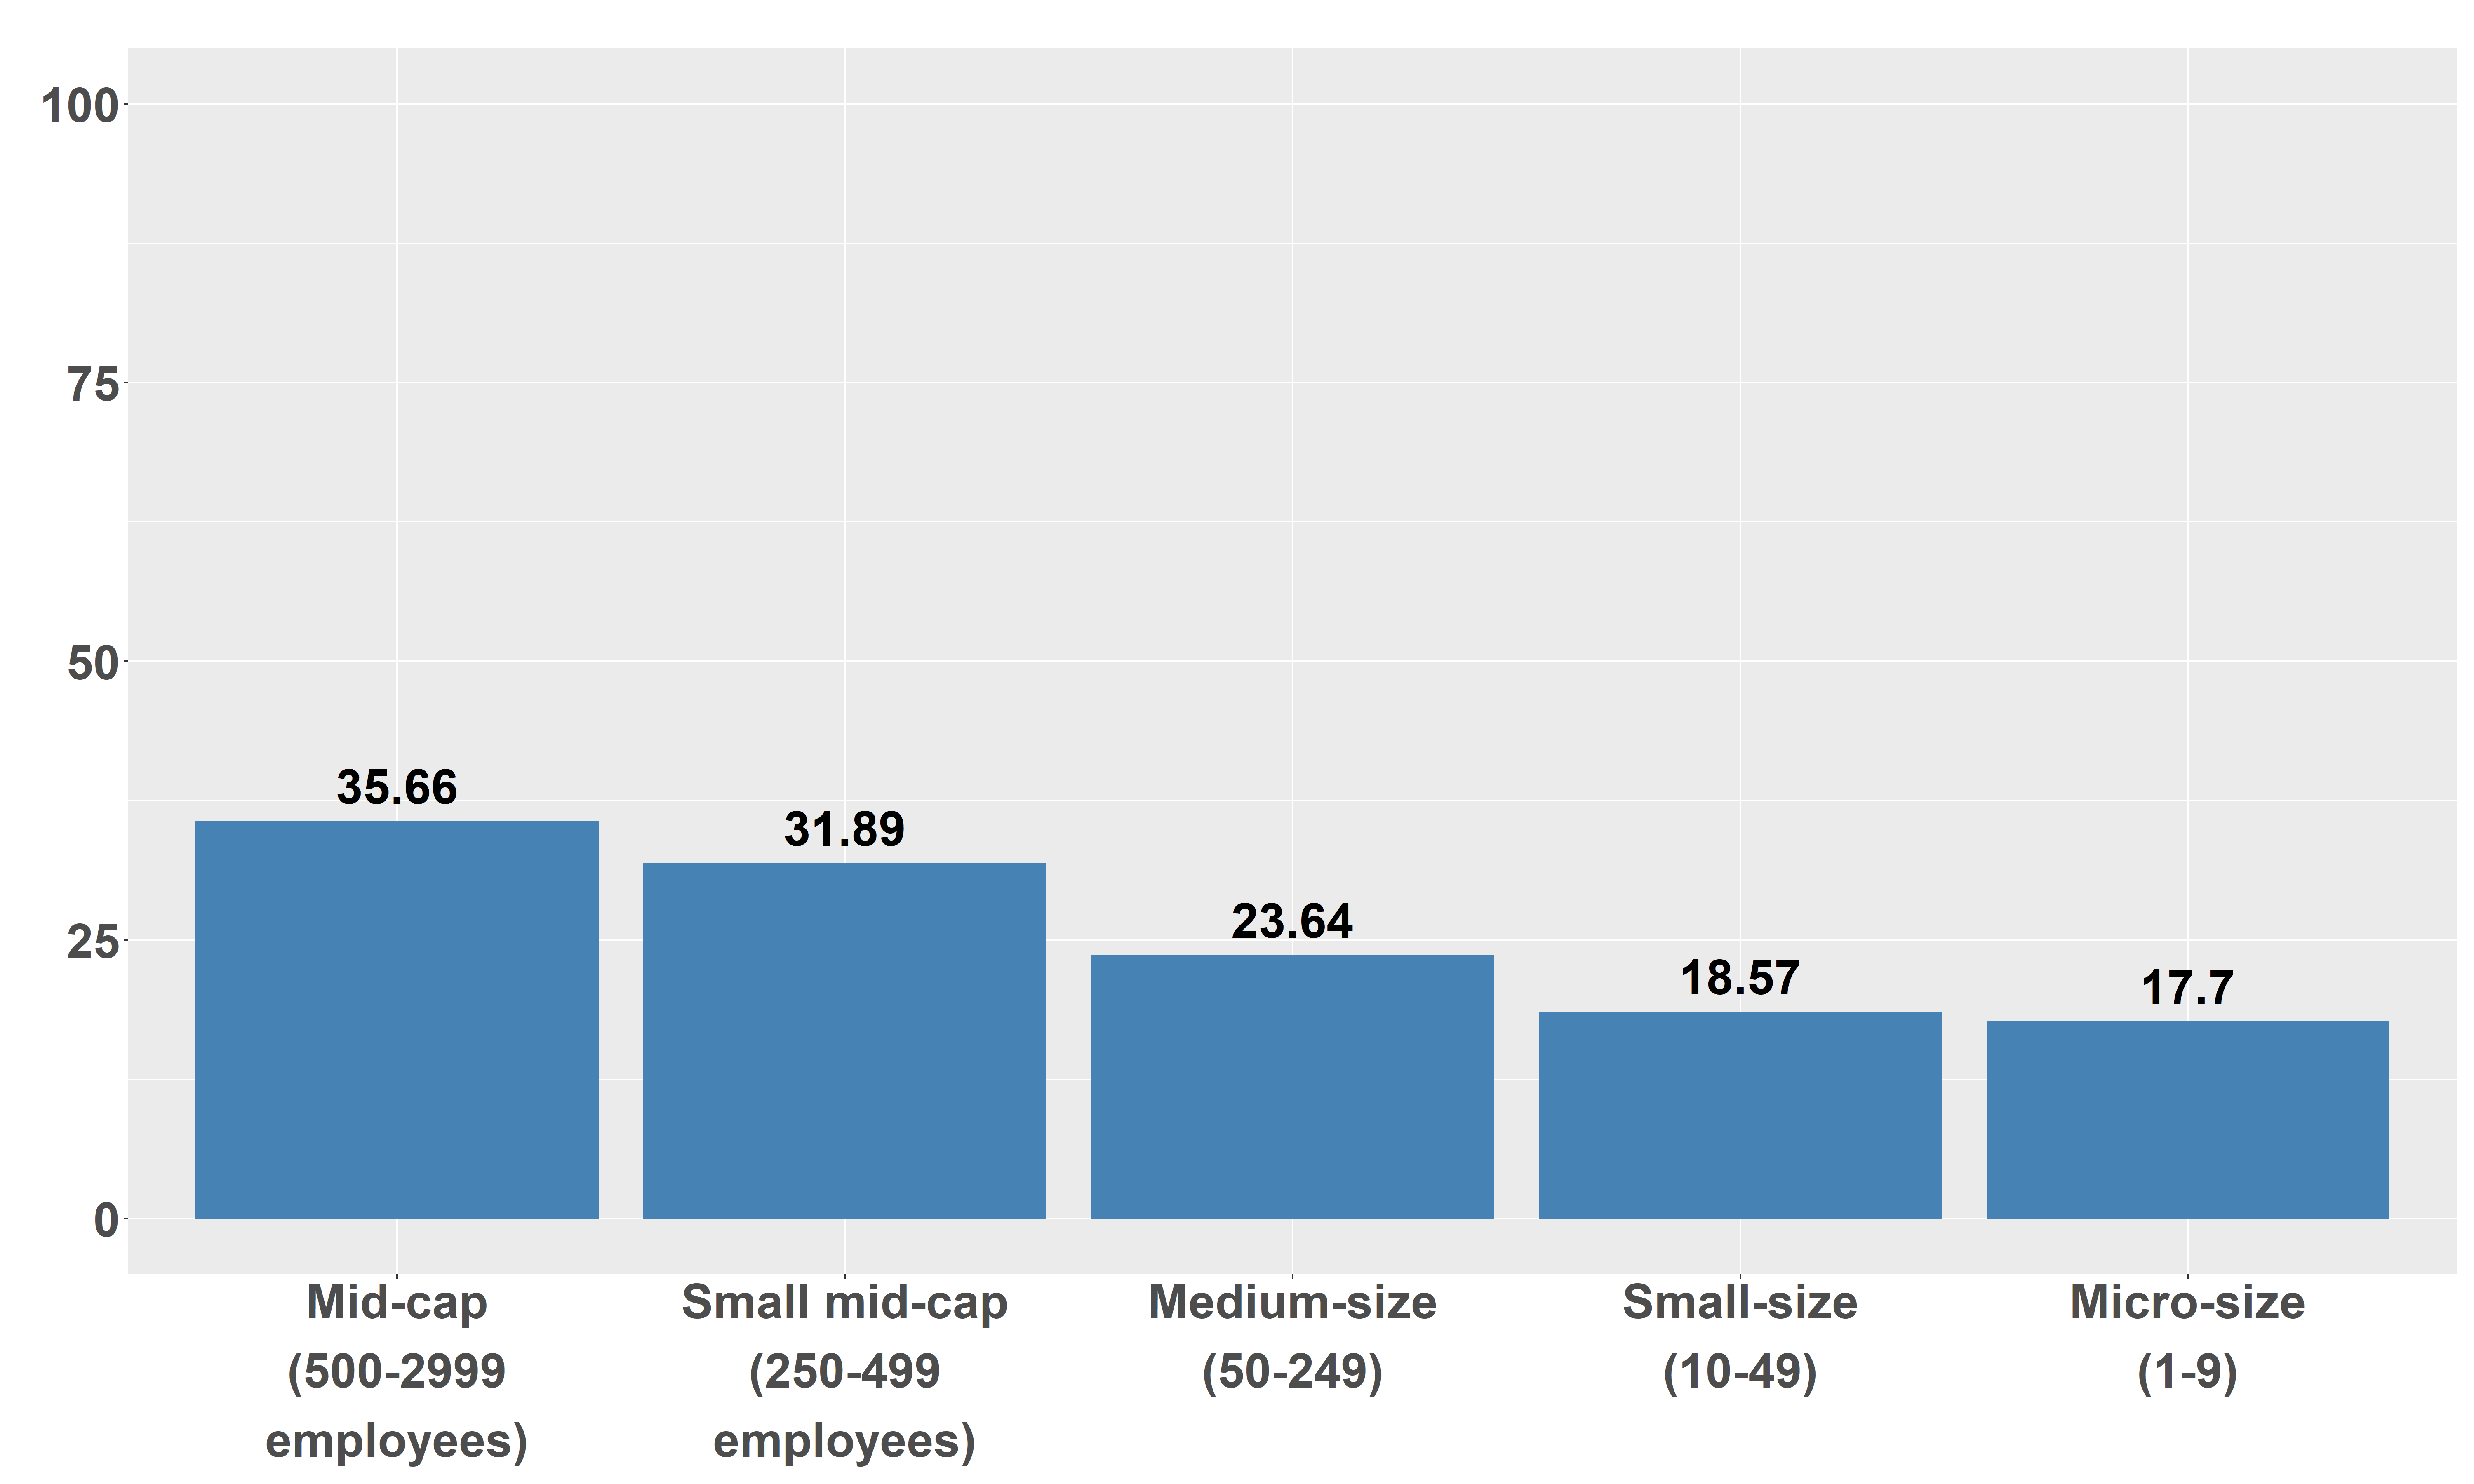 100
75
50
25
0
35.66
31.89
23.64
18.57
17.7
Mid-cap
(500-2999
employees)
Small mid-cap
(250-499
employees)
Medium-size
(50-249)
Small-size
(10-49)
Micro-size
(1-9)